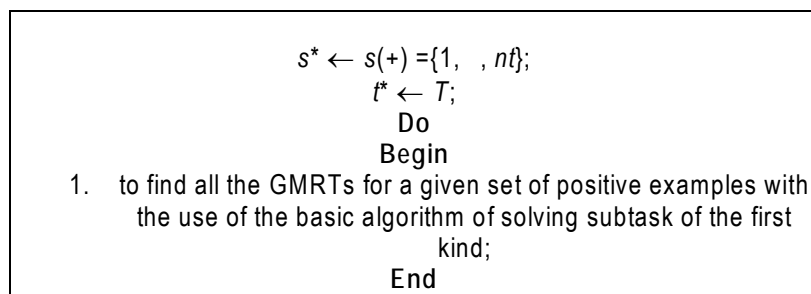 s* ← s(+) ={1, , nt};
t* ← T;
Do
Begin
1. to find all the GMRTs for a given set of positive examples with
the use of the basic algorithm of solving subtask of the first
kind;
End